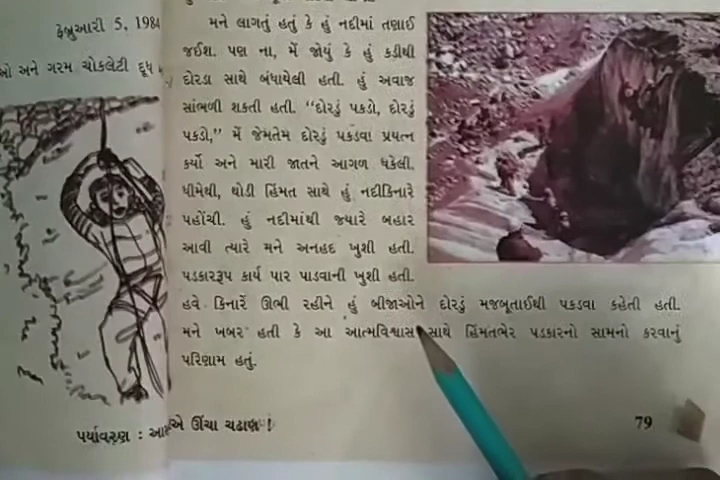 ફેબ્રુઆરી 5, 1984
ઓ અને ગરમ ચોકલેટી દૂધ
મને લાગતું હતું કે હું નદીમાં તણાઈ
જઈશ. પણ ના, મેં જોયું કે હું કડીથી
દોરડા સાથે બંધાયેલી હતી. હું અવાજ
સાંભળી શકતી હતી. “દોરડું પકડો, દોરડું
પકડો,” મેં જેમતેમ દોરડું પકડવા પ્રયત્ન
કર્યો અને મારી જાતને આગળ ધકેલી.
ધીમેથી, થોડી હિંમત સાથે હું નદીકિનારે
પહોંચી. હું નદીમાંથી જ્યારે બહાર
આવી ત્યારે મને અનહદ ખુશી હતી.
પડકારરૂપ કાર્ય પાર પાડવાની ખુશી હતી.
હવે કિનારે ઊભી રહીને હું બીજાઓને દોરડું મજબૂતાઈથી પકડવા કહેતી હતી.
મને ખબર હતી કે આ આત્મવિશ્વાસ સાથે હિંમતભેર પડકારનો સામનો કરવાનું
પરિણામ હતું.
પર્યાવરણ : આ એ ઊંચા ચઢાણ !
79